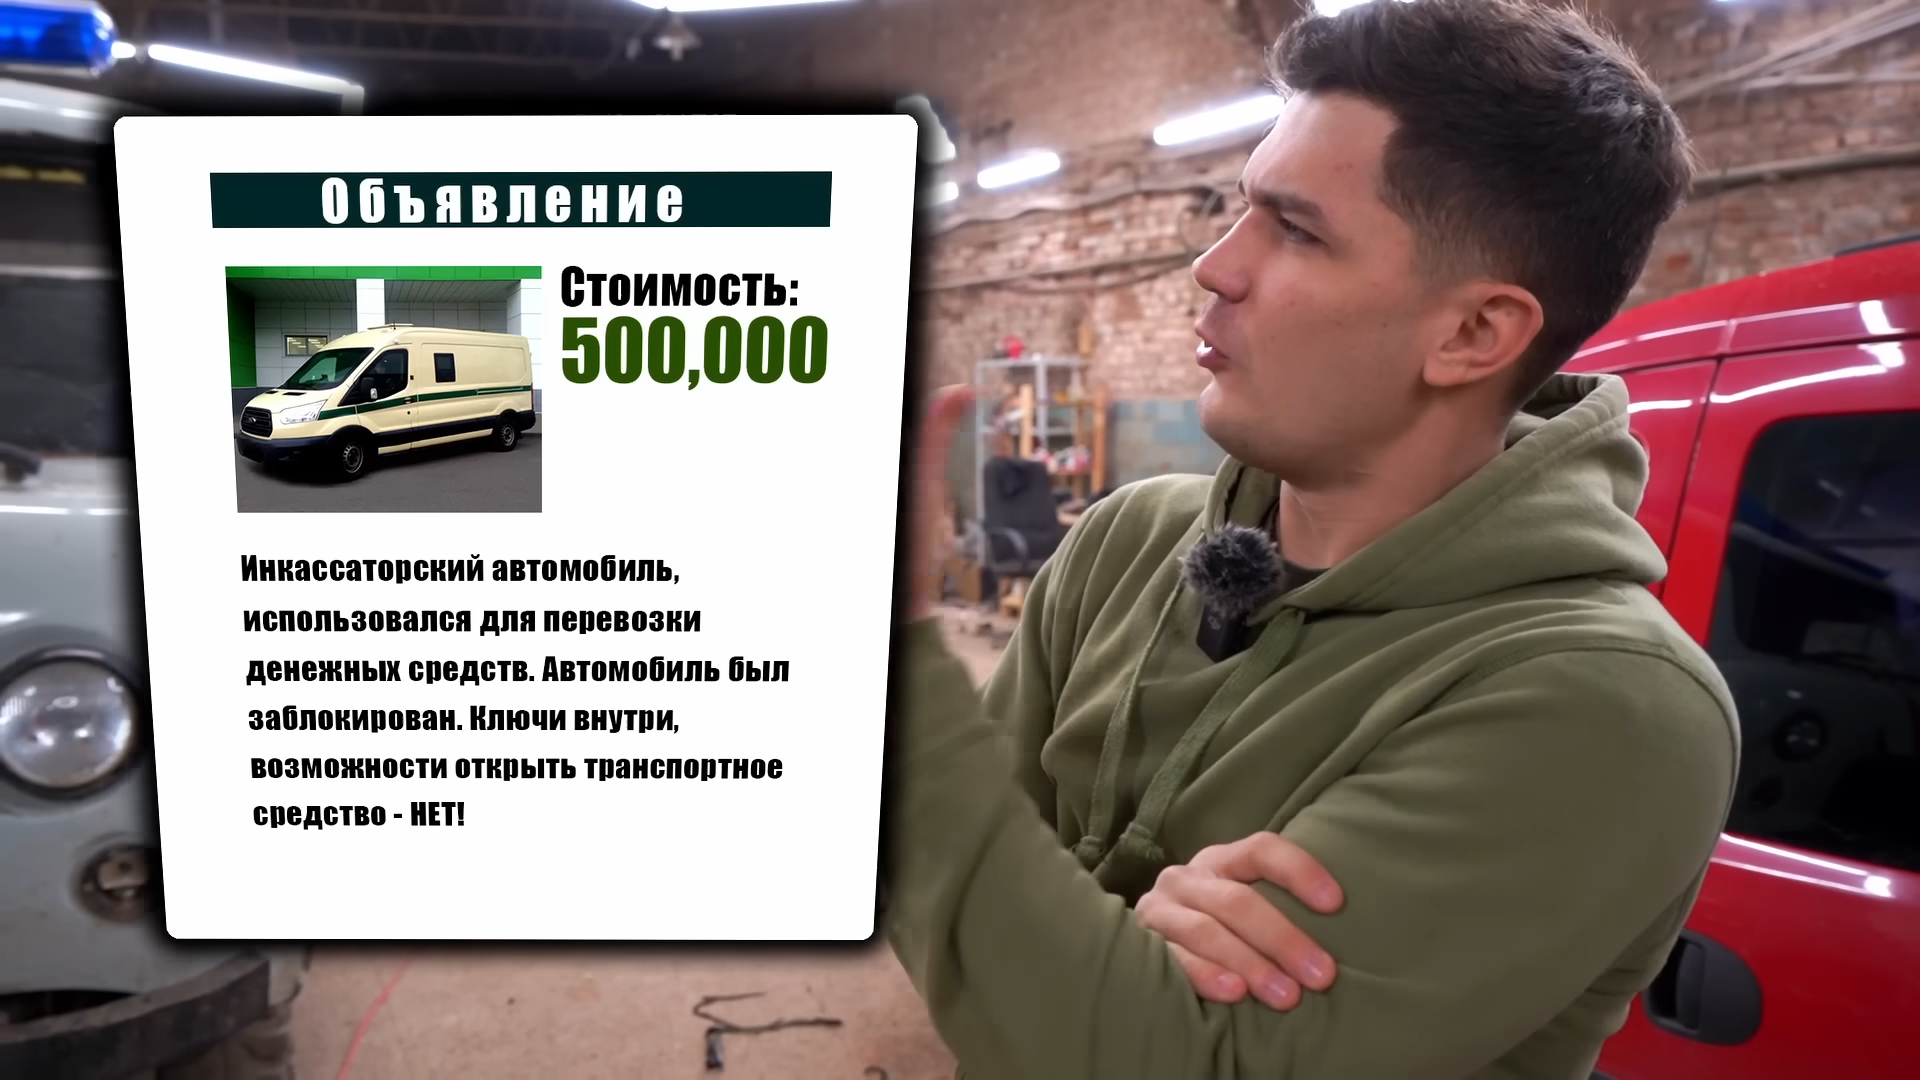 Объявление
Стоимость:
500,000
Инкассаторский автомобиль,
использовался для перевозки
денежных средств. Автомобиль был
заблокирован. Ключи внутри,
возможности открыть транспортное
средство - НЕТ!